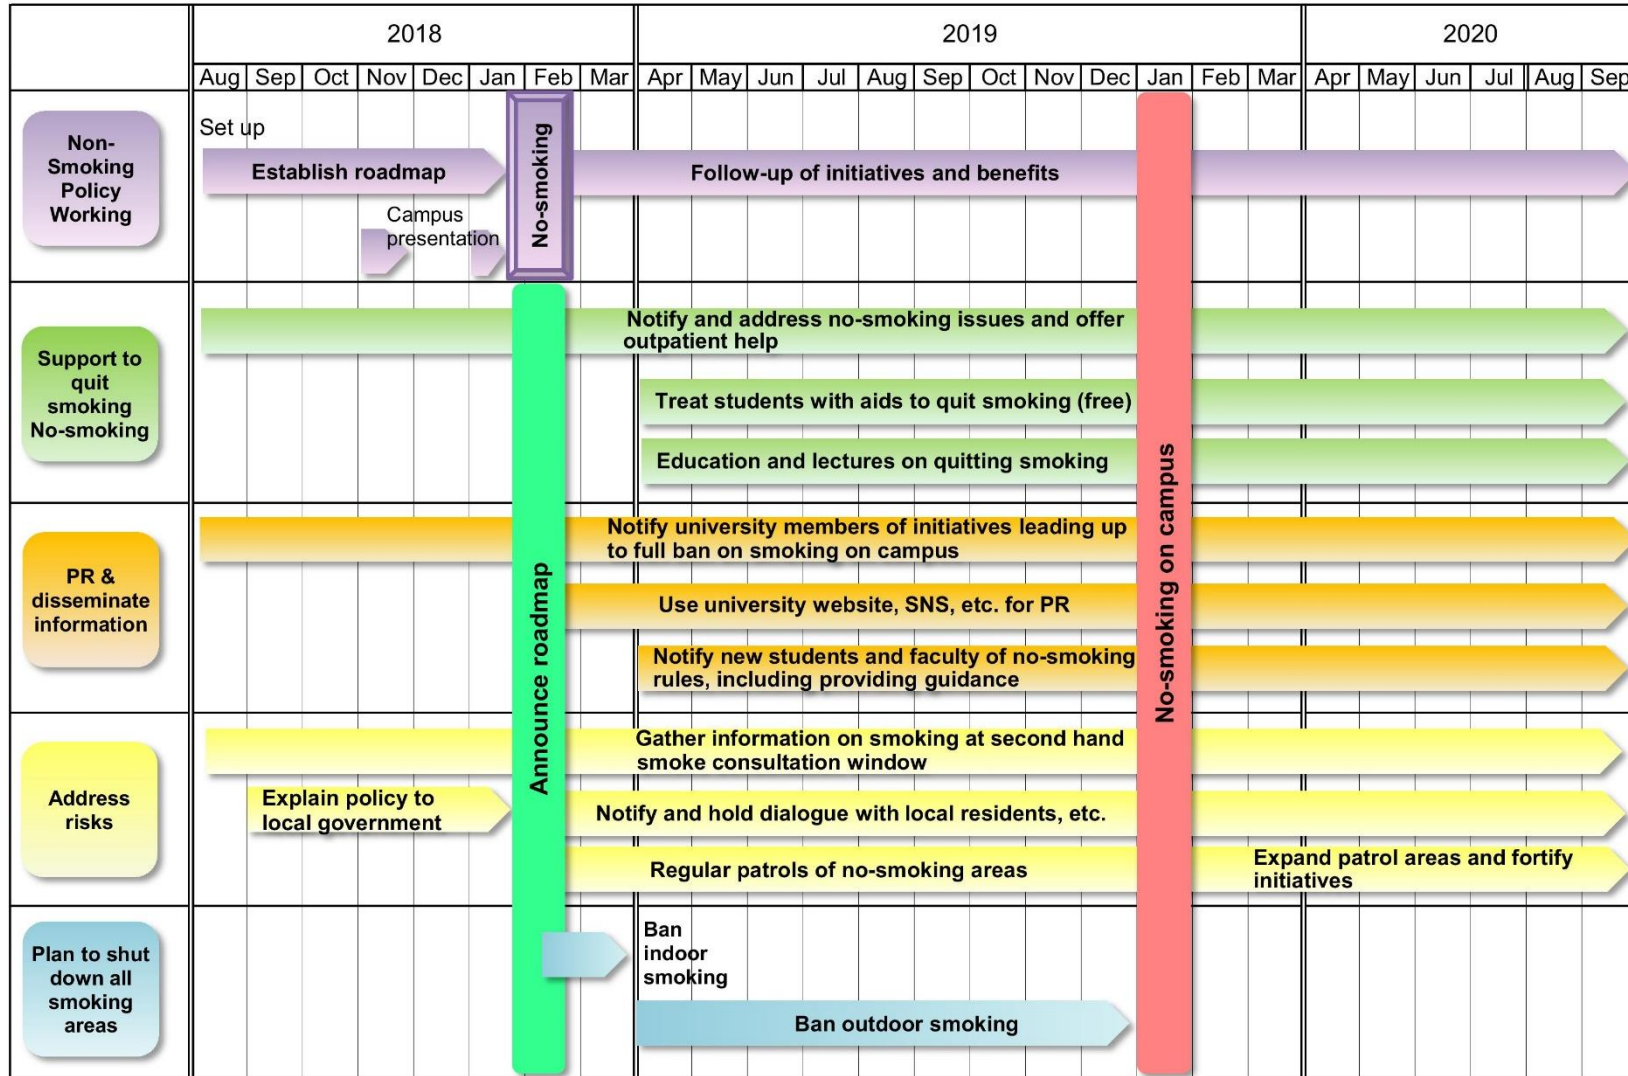 2018
2019
2020
Aug Sep Oct Nov Dec Jan Feb Mar Apr May Jun Jul Aug Sep Oct Nov Dec Jan Feb Mar Apr May Jun Jul Aug Sep
Non-
Smoking
Policy
Working
Set up
Establish roadmap
Campus
presentation
No-smoking
Follow-up of initiatives and benefits
Support to
quit
smoking
No-smoking
Notify and address no-smoking issues and offer
outpatient help
Treat students with aids to quit smoking (free)
Education and lectures on quitting smoking
PR &
disseminate
information
Notify university members of initiatives leading up
to full ban on smoking on campus
Use university website, SNS, etc. for PR
Notify new students and faculty of no-smoking
rules, including providing guidance
Announce roadmap
No-smoking on campus
Address
risks
Gather information on smoking at second hand
smoke consultation window
Explain policy to
local government
Notify and hold dialogue with local residents, etc.
Regular patrols of no-smoking areas
Expand patrol areas and fortify
initiatives
Plan to shut
down all
smoking
areas
Ban
indoor
smoking
Ban outdoor smoking